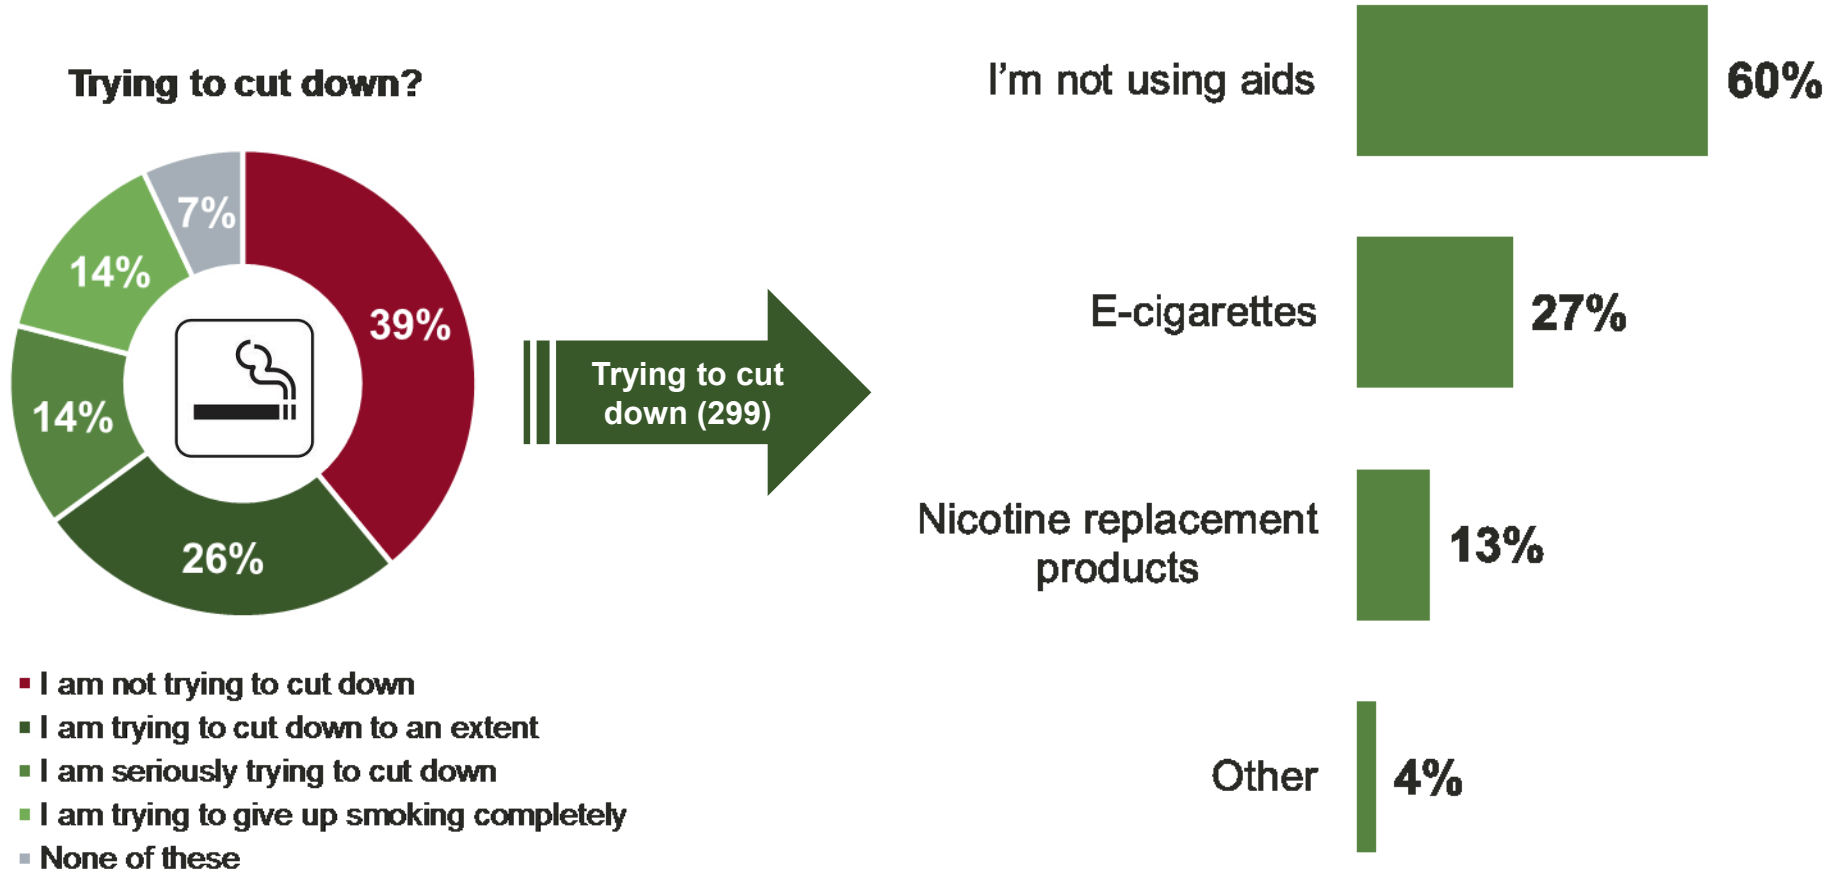 Trying to cut down?
7%
14%
39%
14%
26%
I am not trying to cut down
I am trying to cut down to an extent
I am seriously trying to cut down
I am trying to give up smoking completely
None of these
Trying to cut
down (299)
I'm not using aids
60%
E-cigarettes
27%
Nicotine replacement
products
13%
Other
4%